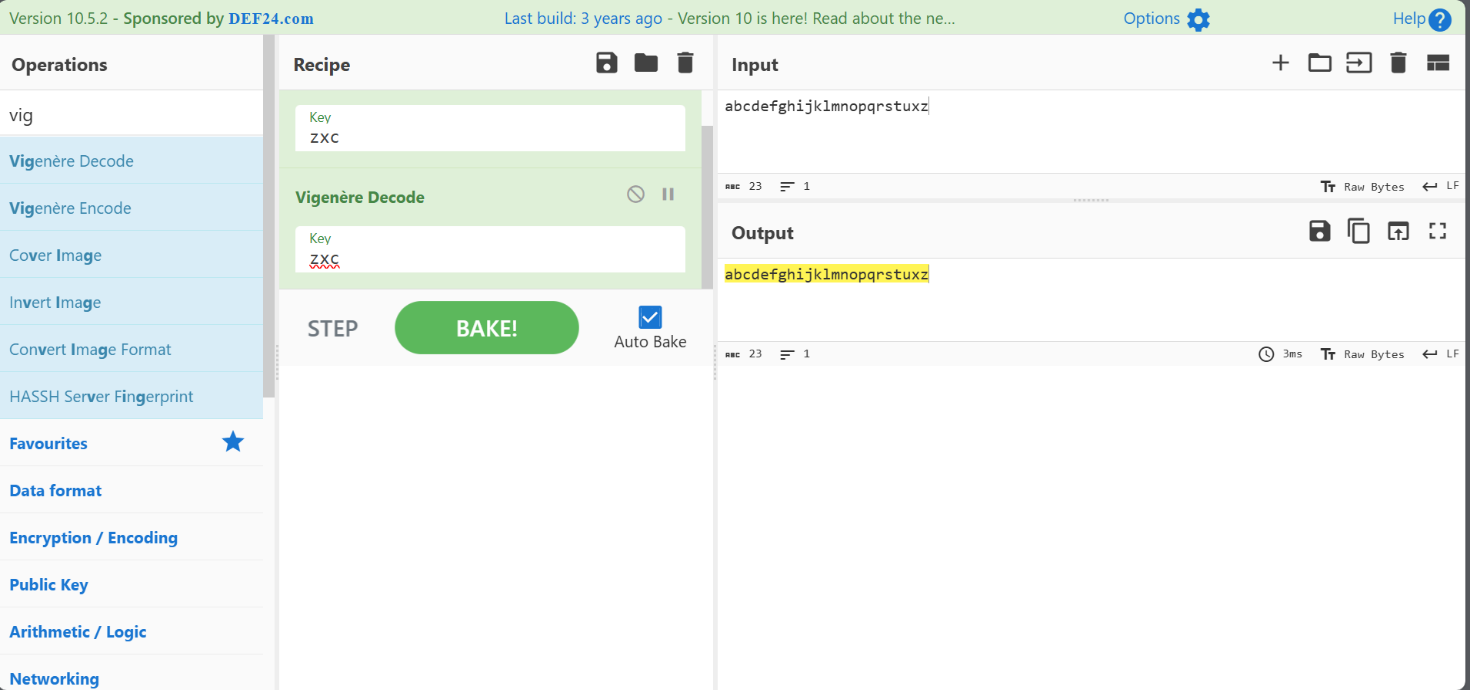 Version 10.5.2 - Sponsored by DEF24.com
Last build: 3 years ago - Version 10 is here! Read about the ne...
Options
Help
Operations
vig
Vigenère Decode
Vigenère Encode
Cover Image
Invert Image
Convert Image Format
HASSH Server Fingerprint
Favourites
Data format
Encryption / Encoding
Public Key
Arithmetic / Logic
Networking
Recipe
Key
zxc
Vigenère Decode
Key
zxc
STEP
BAKE!
Auto Bake
Input
abcdefghijklmnopqrstuxz
ABC 23 1
Raw Bytes LF
Output
abcdefghijklmnopqrstuxz
ABC 23 1
3ms Tт Raw Bytes LF